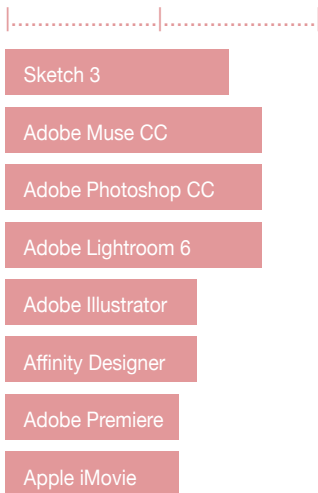 Sketch 3
Adobe Muse CC
Adobe Photoshop CC
Adobe Lightroom 6
Adobe Illustrator
Affinity Designer
Adobe Premiere
Apple iMovie